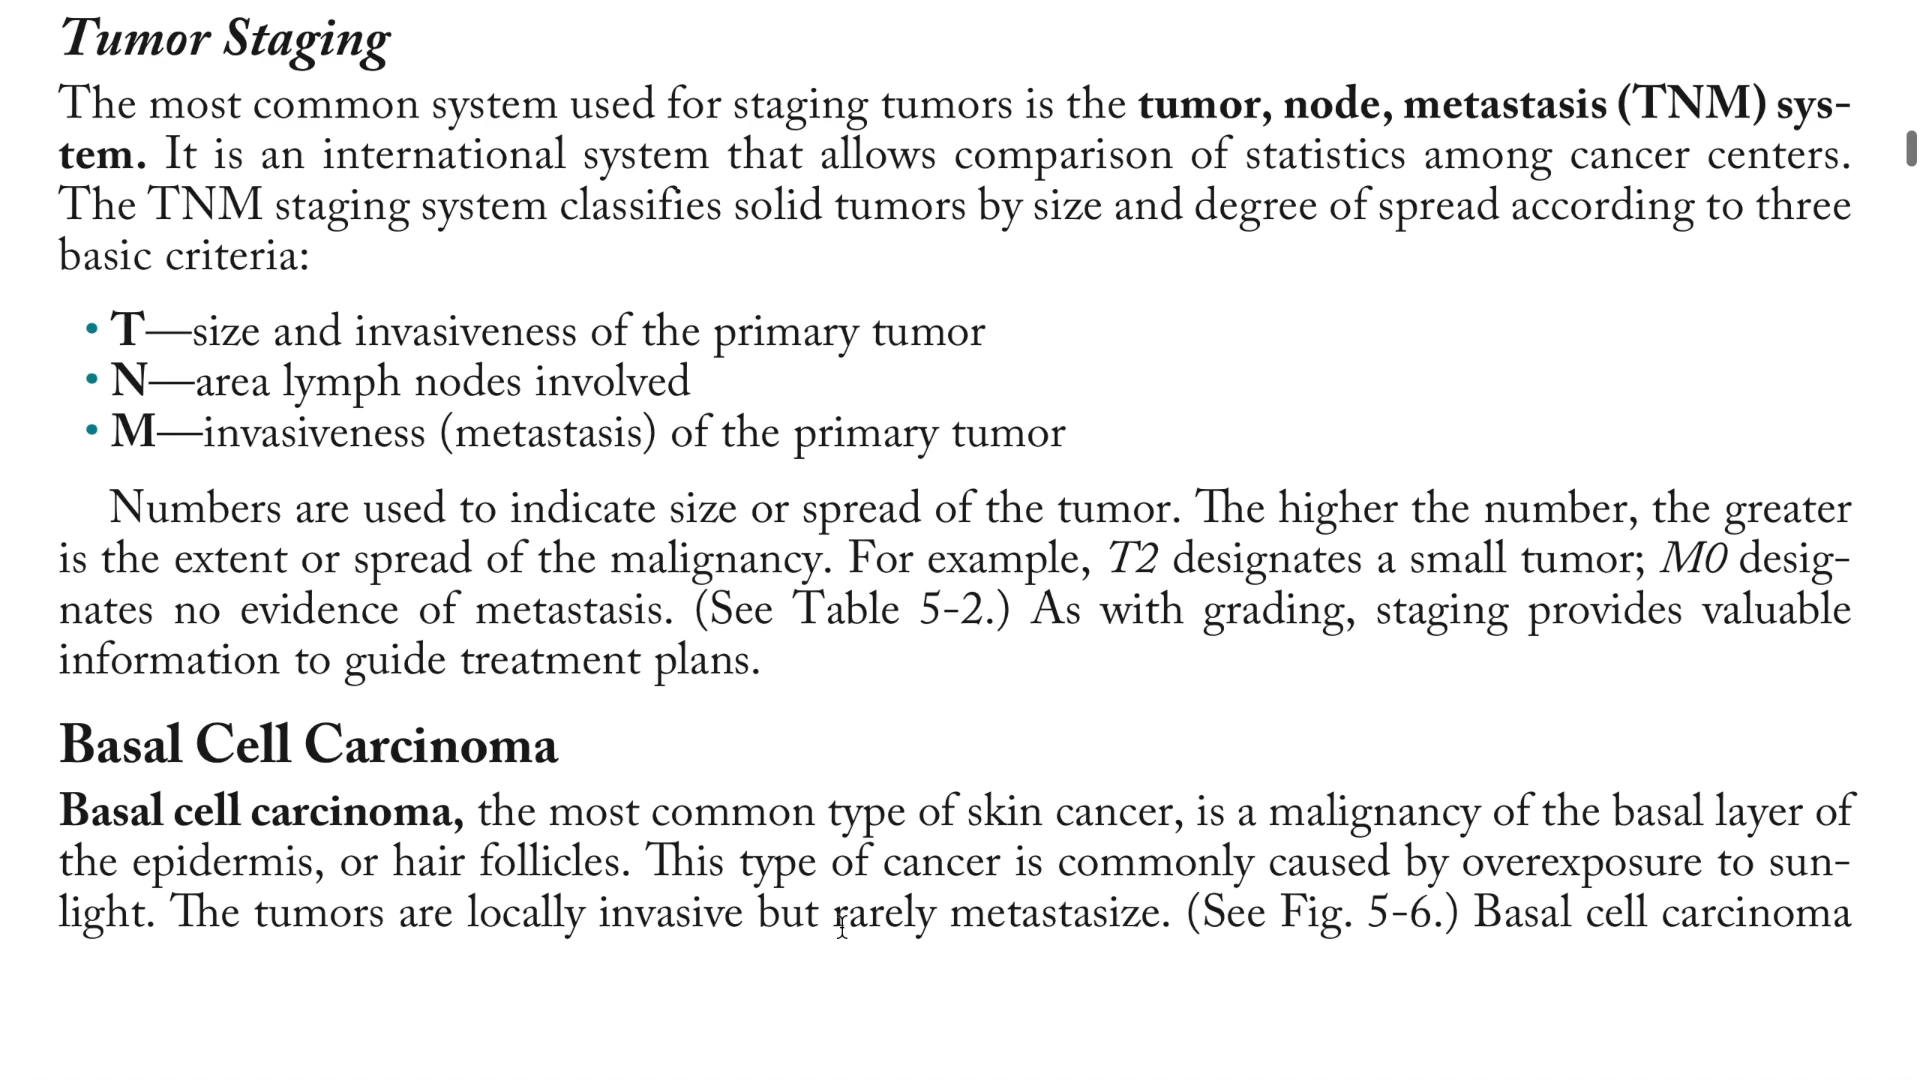 Tumor Staging
The most common system used for staging tumors is the tumor, node, metastasis (TNM) sys-
tem. It is an international system that allows comparison of statistics among cancer centers.
The TNM staging system classifies solid tumors by size and degree of spread according to three
basic criteria:
• T—size and invasiveness of the primary tumor
• N—area lymph nodes involved
• M—invasiveness (metastasis) of the primary tumor
Numbers are used to indicate size or spread of the tumor. The higher the number, the greater
is the extent or spread of the malignancy. For example, T2 designates a small tumor; M0 desig-
nates no evidence of metastasis. (See Table 5-2.) As with grading, staging provides valuable
information to guide treatment plans.
Basal Cell Carcinoma
Basal cell carcinoma, the most common type of skin cancer, is a malignancy of the basal layer of
the epidermis, or hair follicles. This type of cancer is commonly caused by overexposure to sun-
light. The tumors are locally invasive but rarely metastasize. (See Fig. 5-6.) Basal cell carcinoma